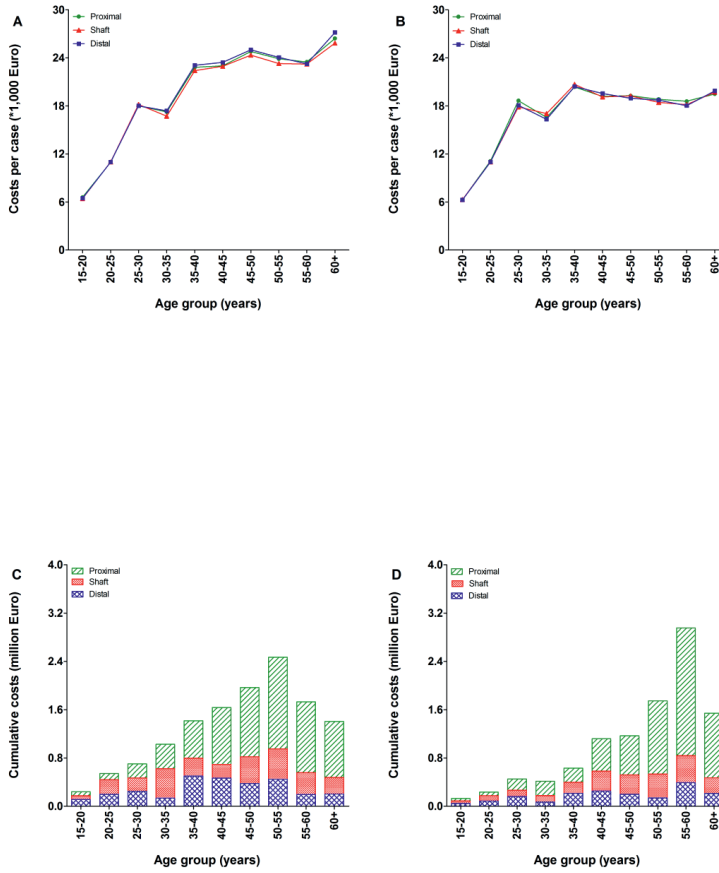 A
Proximal
Shaft
Distal
Costs per case (*1,000 Euro)
30
24
18
12
6
0
15-20
20-25
25-30
30-35
35-40
40-45
45-50
50-55
55-60
60+
Age group (years)
B
Proximal
Shaft
Distal
Costs per case (*1,000 Euro)
30
24
18
12
6
0
15-20
20-25
25-30
30-35
35-40
40-45
45-50
50-55
55-60
60+
Age group (years)
C
Proximal
Shaft
Distal
Cumulative costs (million Euro)
4.0
3.2
2.4
1.6
0.8
0.0
15-20
20-25
25-30
30-35
35-40
40-45
45-50
50-55
55-60
60+
Age group (years)
D
Proximal
Shaft
Distal
Cumulative costs (million Euro)
4.0
3.2
2.4
1.6
0.8
0.0
15-20
20-25
25-30
30-35
35-40
40-45
45-50
50-55
55-60
60+
Age group (years)